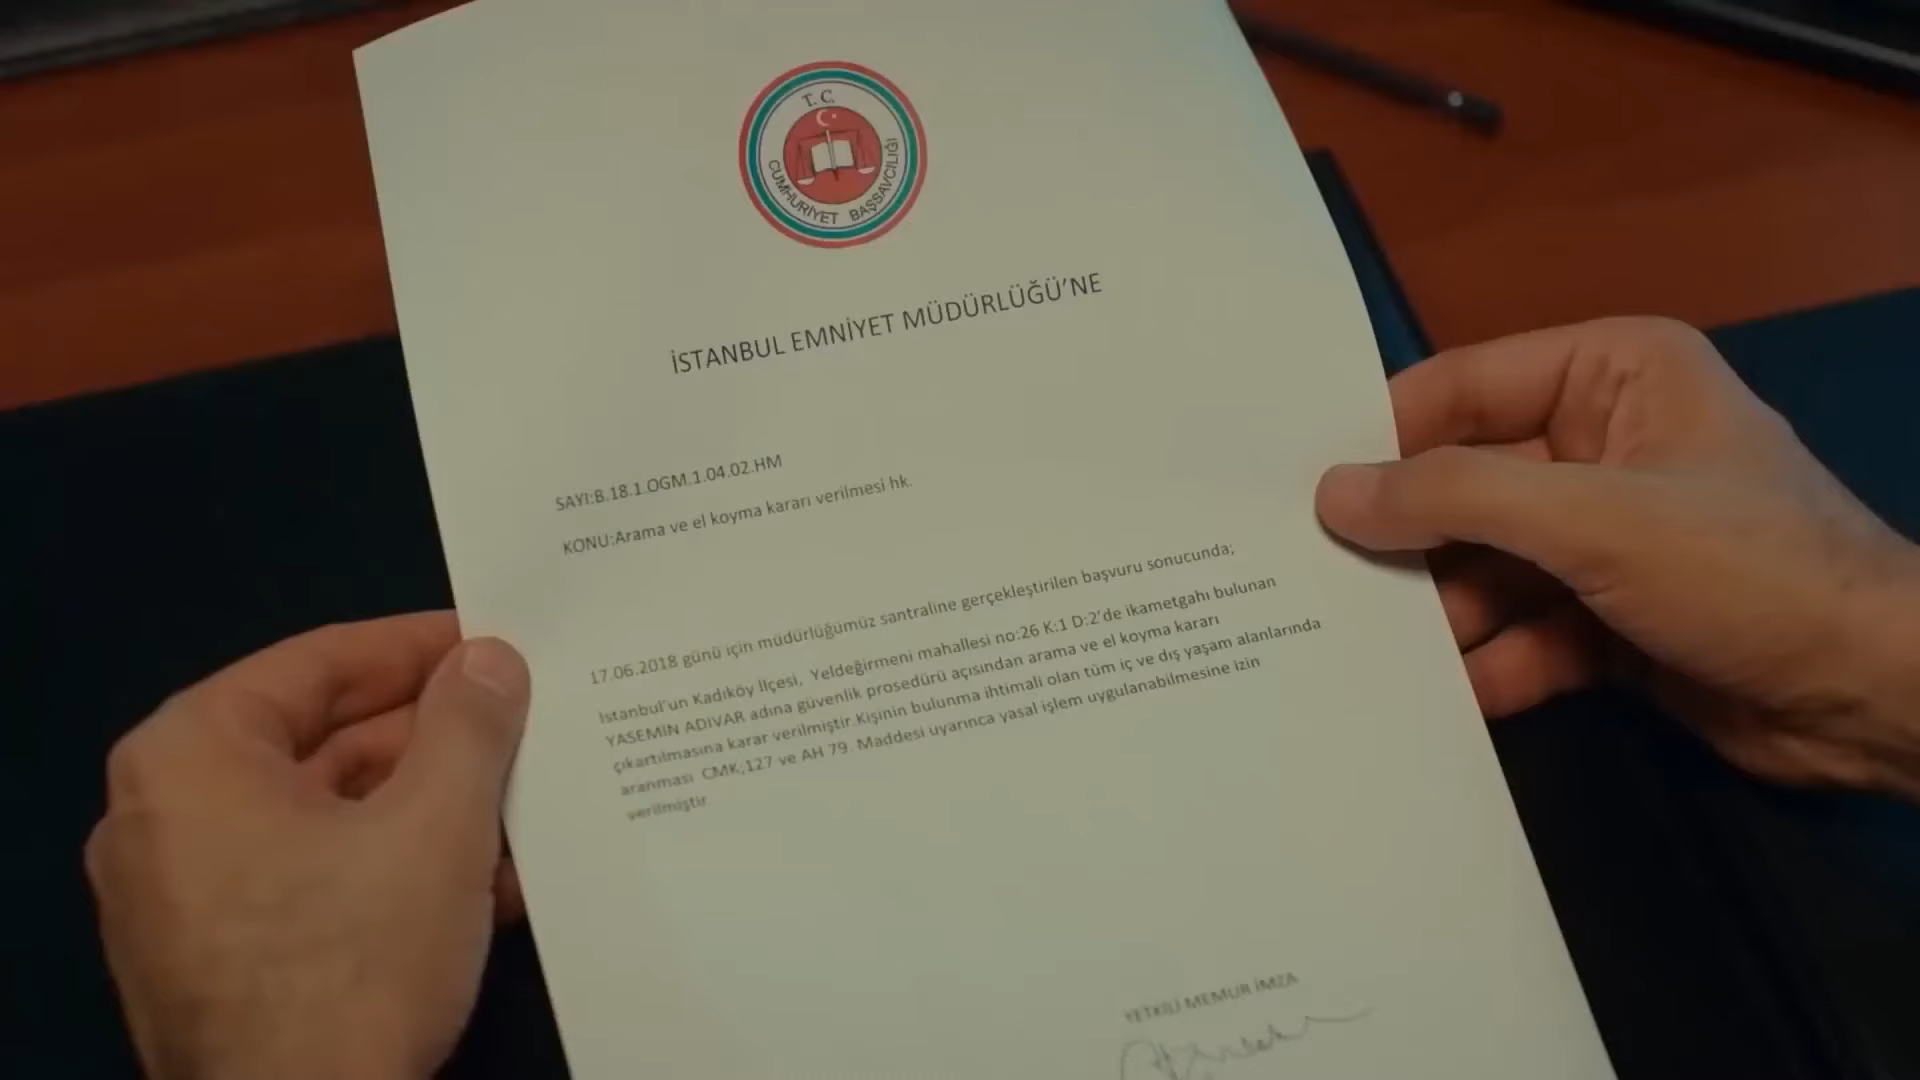 T. C.
CUMHURİYET BAŞSAVCILIĞI
İSTANBUL EMNİYET MÜDÜRLÜĞÜ'NE
SAYI:B.18.1.OGM.1.04.02.HM
KONU:Arama ve el koyma kararı verilmesi hk.
17.06.2018 günü için müdürlüğümüz santraline gerçekleştirilen başvuru sonucunda;
İstanbul'un Kadıköy İlçesi, Yeldeğirmeni mahallesi no:26 K:1 D:2'de ikametgahı bulunan
YASEMİN ADIVAR adına güvenlik prosedürü açısından arama ve el koyma kararı
çıkartılmasına karar verilmiştir.Kişinin bulunma ihtimali olan tüm iç ve dış yaşam alanlarında
aranması CMK,127 ve AH 79. Maddesi uyarınca yasal işlem uygulanabilmesine izin
verilmiştir
YETKİLİ MEMUR İMZA